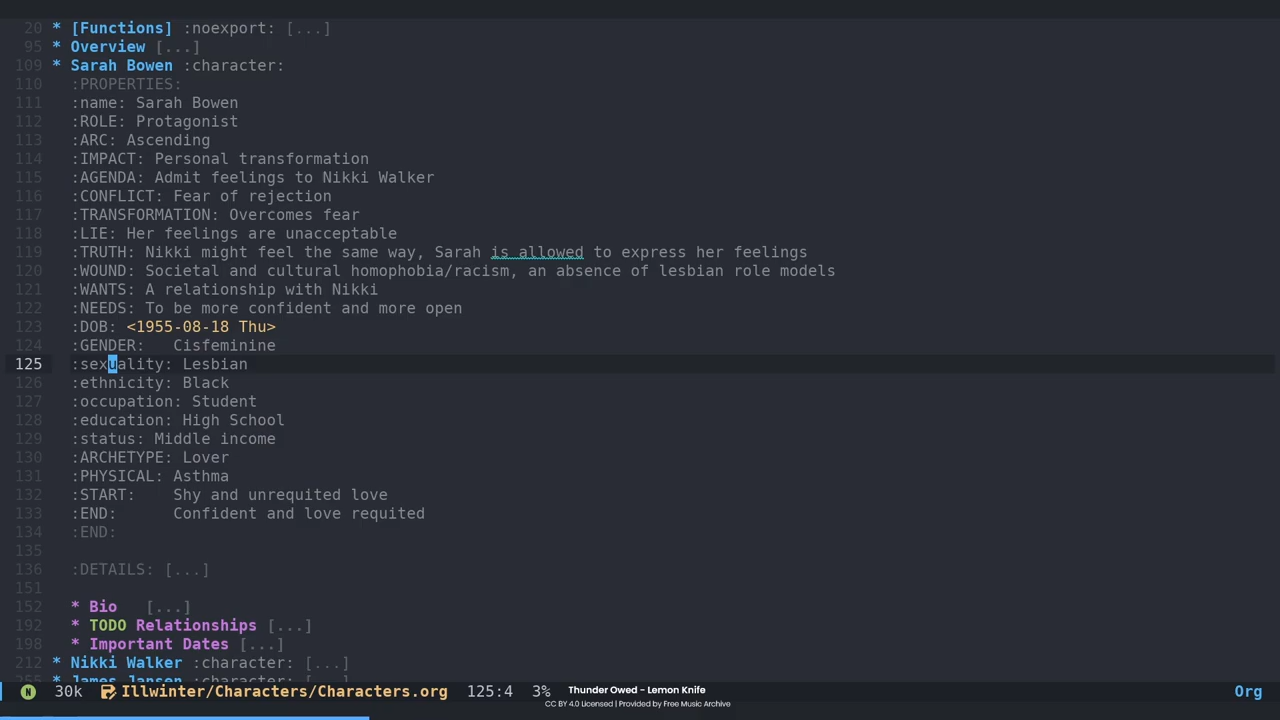 20 * [Functions] :noexport: [...]
95 * Overview [...]
109 * Sarah Bowen :character:
110 :PROPERTIES:
111 :name: Sarah Bowen
112 :ROLE: Protagonist
113 :ARC: Ascending
114 :IMPACT: Personal transformation
115 :AGENDA: Admit feelings to Nikki Walker
116 :CONFLICT: Fear of rejection
117 :TRANSFORMATION: Overcomes fear
118 :LIE: Her feelings are unacceptable
119 :TRUTH: Nikki might feel the same way, Sarah is allowed to express her feelings
120 :WOUND: Societal and cultural homophobia/racism, an absence of lesbian role models
121 :WANTS: A relationship with Nikki
122 :NEEDS: To be more confident and more open
123 :DOB: <1955-08-18 Thu>
124 :GENDER: Cisfeminine
125 :sexuality: Lesbian
126 :ethnicity: Black
127 :occupation: Student
128 :education: High School
129 :status: Middle income
130 :ARCHETYPE: Lover
131 :PHYSICAL: Asthma
132 :START: Shy and unrequited love
133 :END: Confident and love requited
134 :END:
135
136 :DETAILS: [...]
151
152 * Bio [...]
192 * TODO Relationships [...]
198 * Important Dates [...]
212 * Nikki Walker :character: [...]
255 * James Jansen :character: [...]
N 30k Illwinter/Characters/Characters.org 125:4 3% Org
Thunder Owed - Lemon Knife
CC BY 4.0 Licensed | Provided by Free Music Archive